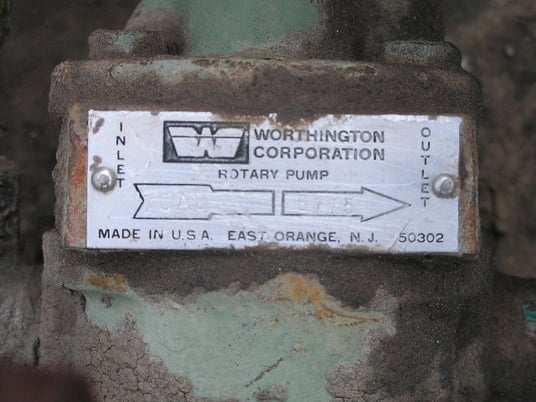 INLET
W
WORTHINGTON
CORPORATION
ROTARY PUMP
OUTLET
MADE IN U.S.A. EAST ORANGE, N.J. 50302